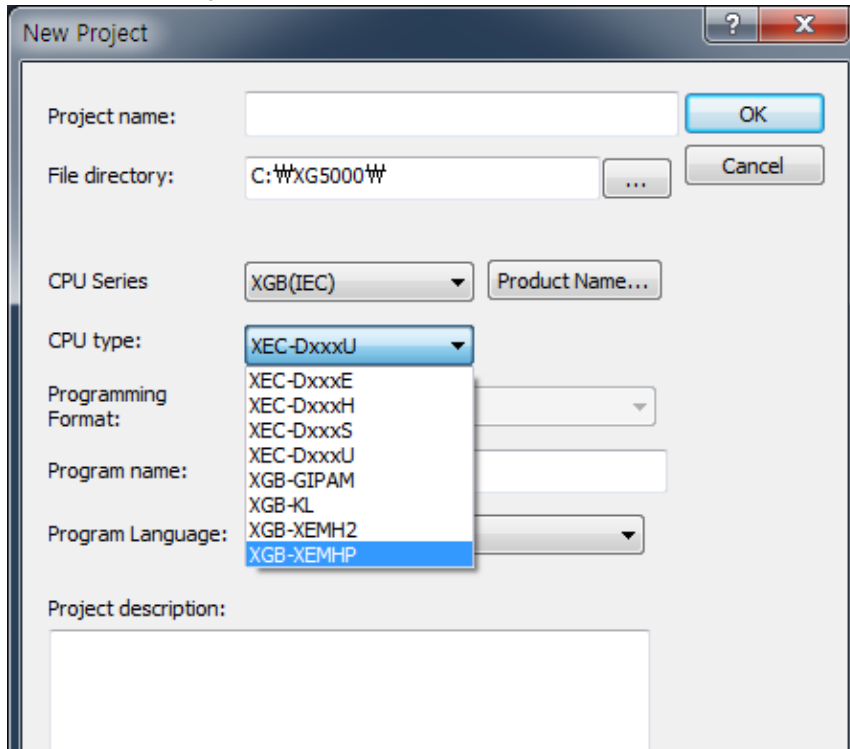 New Project
?
X
Project name:
OK
File directory:
C:₩XG5000₩
...
Cancel
CPU Series
XGB(IEC)
Product Name...
CPU type:
XEC-DxxxU
XEC-DxxxE
XEC-DxxxH
XEC-DxxxS
XEC-DxxxU
XGB-GIPAM
XGB-KL
XGB-XEMH2
XGB-XEMHP
Programming
Format:
Program name:
Program Language:
Project description: